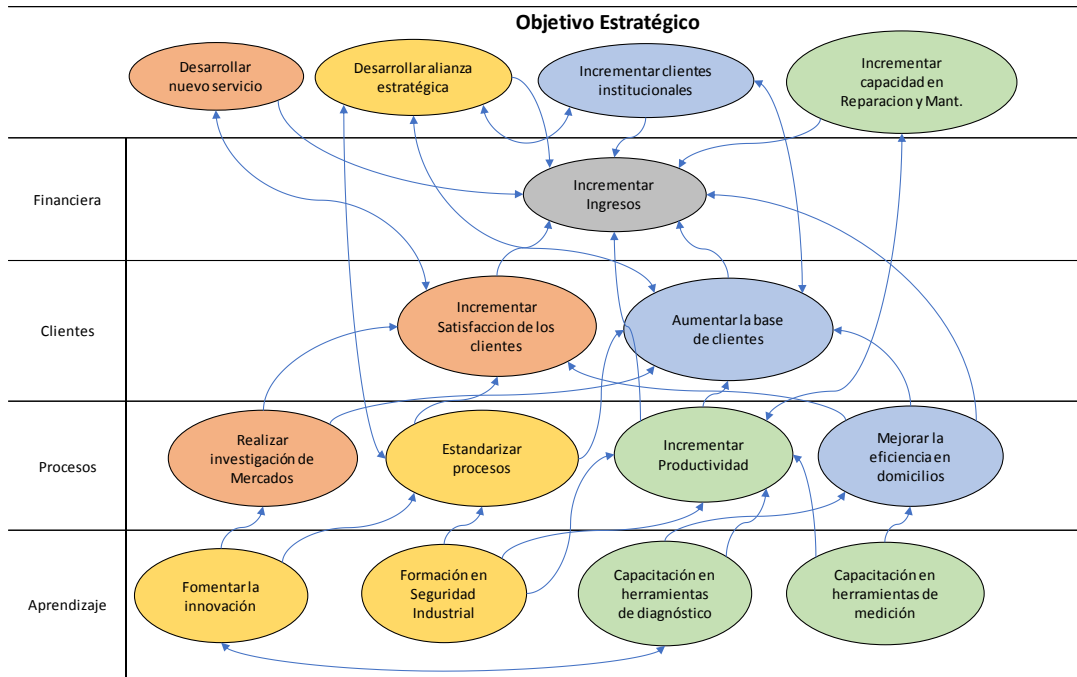 Objetivo Estratégico
Desarrollar
nuevo servicio
Desarrollar alianza
estratégica
Incrementar clientes
institucionales
Incrementar
capacidad en
Reparacion y Mant.
Financiera
Incrementar
Ingresos
Clientes
Incrementar
Satisfaccion de los
clientes
Aumentar la base
de clientes
Procesos
Realizar
investigación de
Mercados
Estandarizar
procesos
Incrementar
Productividad
Mejorar la
eficiencia en
domicilios
Aprendizaje
Fomentar la
innovación
Formación en
Seguridad
Industrial
Capacitación en
herramientas
de diagnóstico
Capacitación en
herramientas de
medición